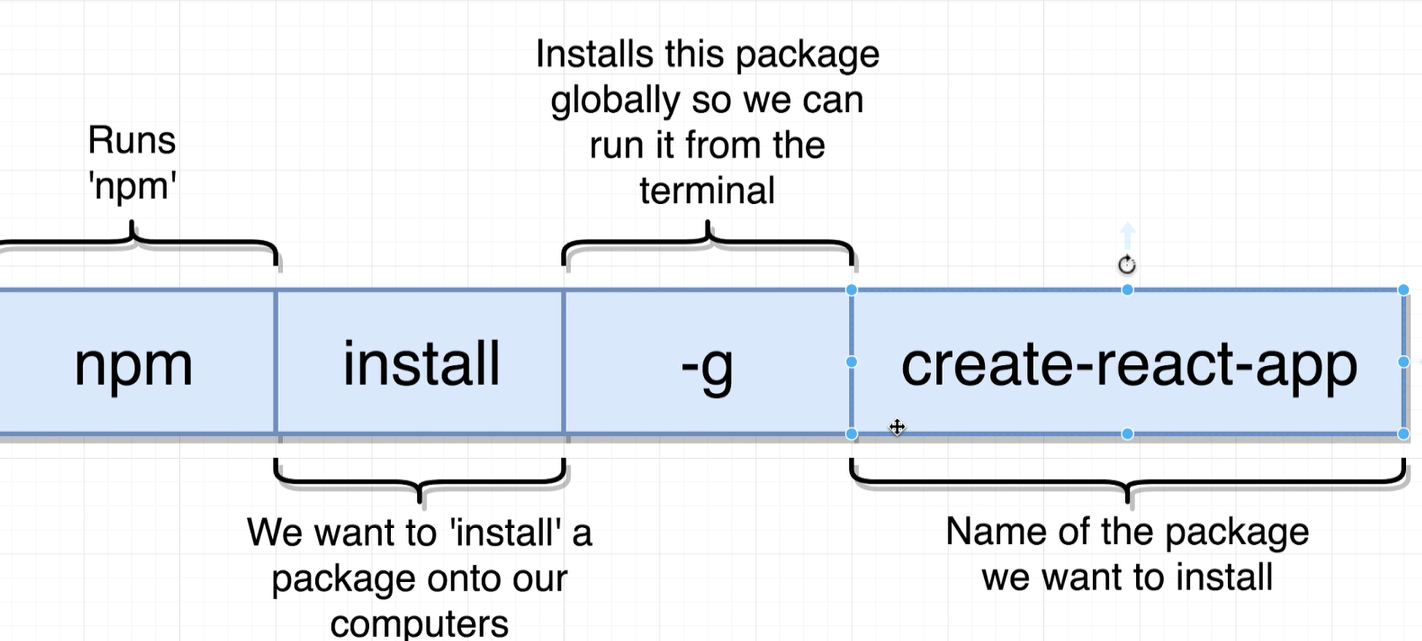 Installs this package
globally so we can
run it from the
terminal
Runs
'npm'
npm
install
-g
create-react-app
We want to 'install' a
package onto our
computers
Name of the package
we want to install